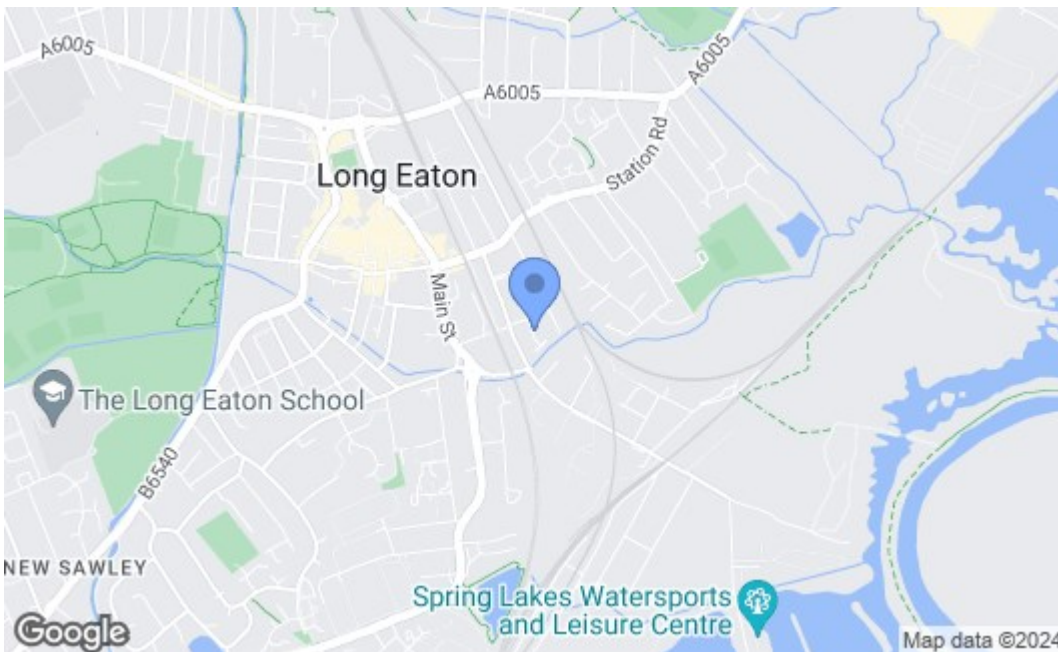 A6005
A6005
A6005
Station Rd
Long Eaton
Main St
The Long Eaton School
B6540
NEW SAWLEY
Spring Lakes Watersports
and Leisure Centre
Google
Map data ©2024